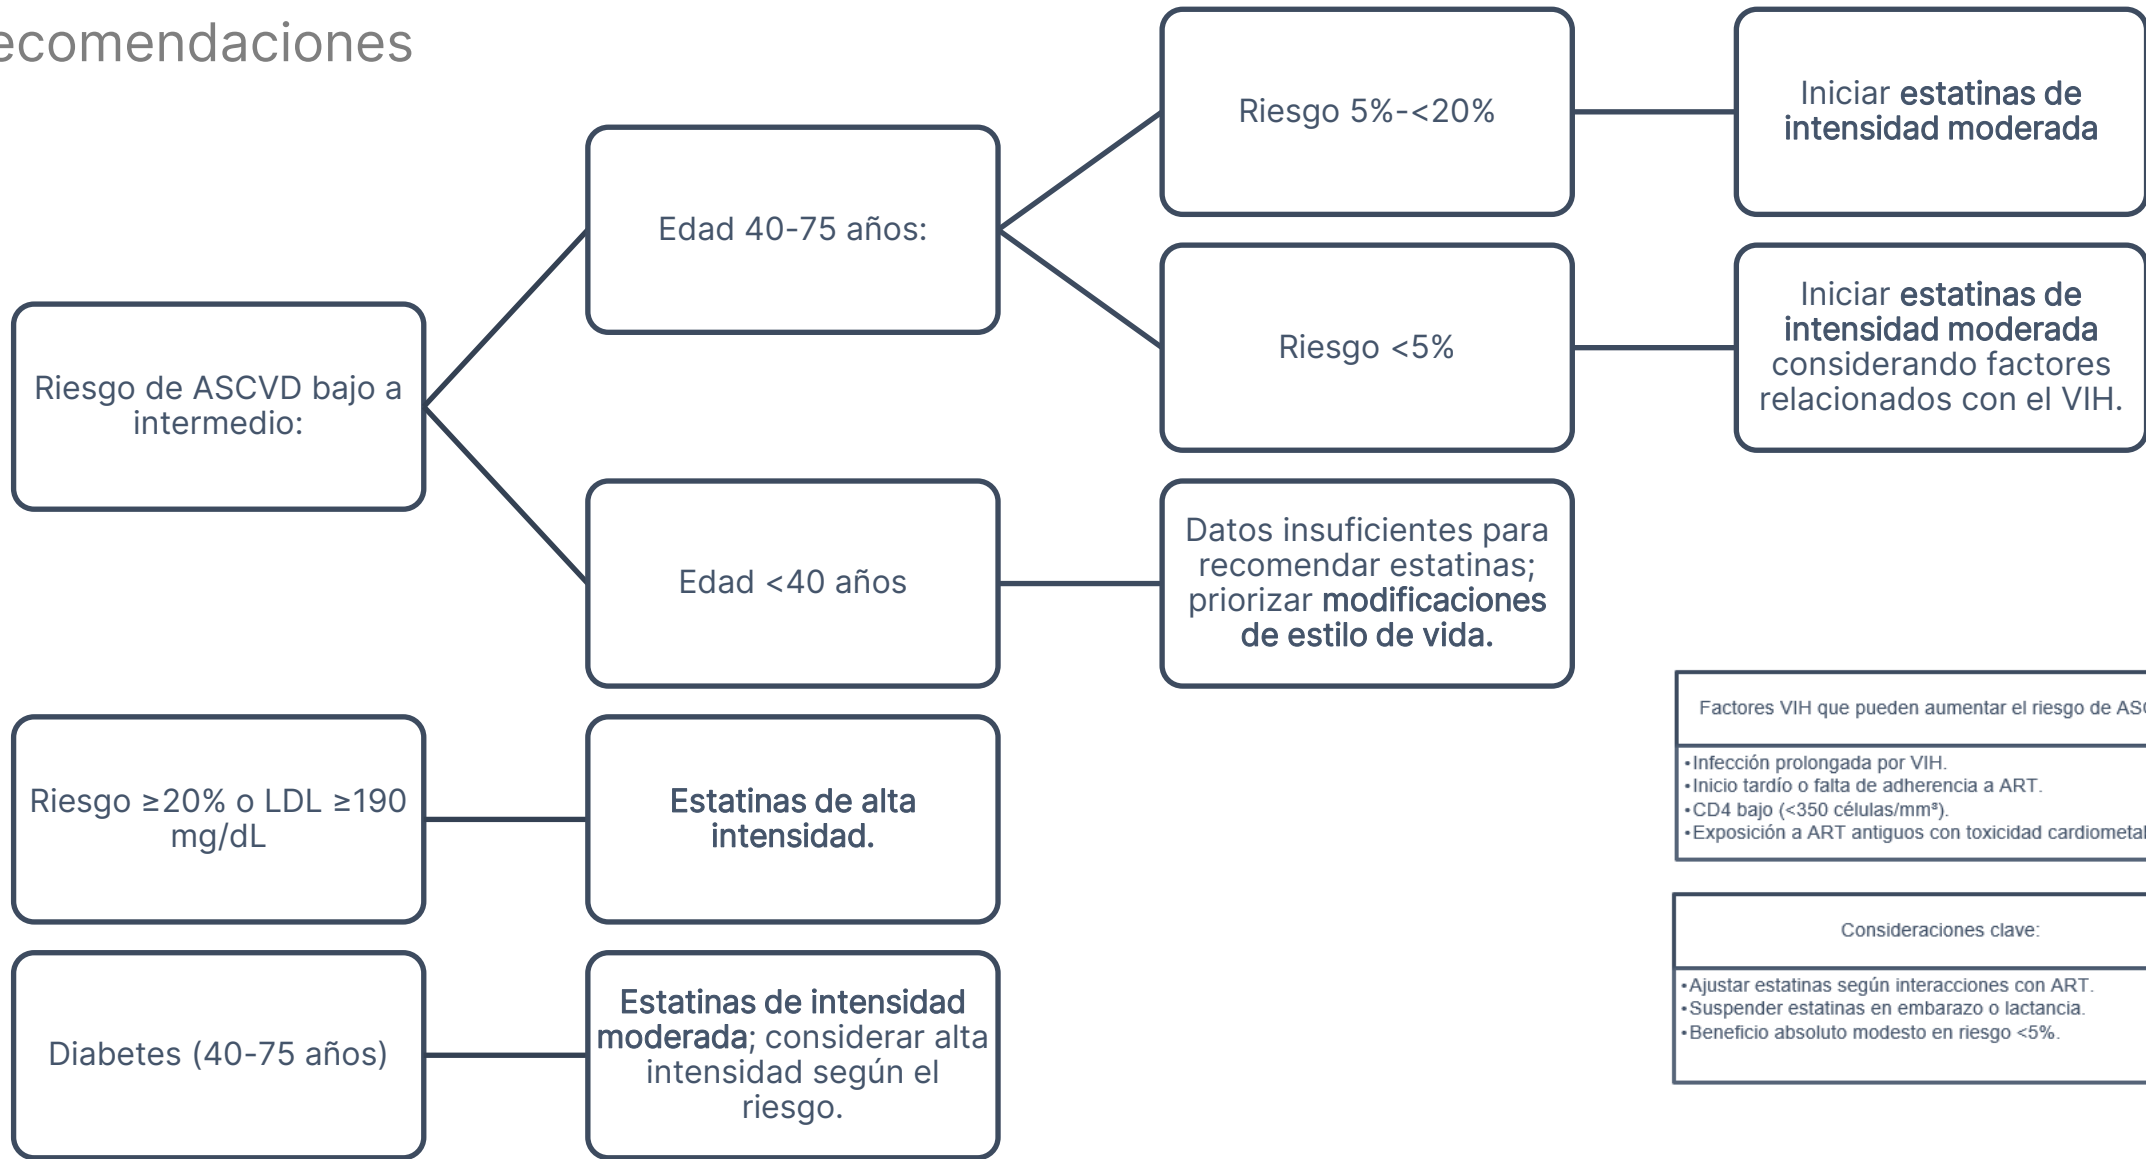 ecomendaciones
Riesgo de ASCVD bajo a
intermedio:
Edad 40-75 años:
Riesgo 5%-<20%
Iniciar estatinas de
intensidad moderada
Riesgo <5%
Iniciar estatinas de
intensidad moderada
considerando factores
relacionados con el VIH.
Edad <40 años
Datos insuficientes para
recomendar estatinas;
priorizar modificaciones
de estilo de vida.
Riesgo ≥20% o LDL ≥190
mg/dL
Estatinas de alta
intensidad.
Diabetes (40-75 años)
Estatinas de intensidad
moderada; considerar alta
intensidad según el
riesgo.
Factores VIH que pueden aumentar el riesgo de ASC
•Infección prolongada por VIH.
•Inicio tardío o falta de adherencia a ART.
•CD4 bajo (<350 células/mm³).
•Exposición a ART antiguos con toxicidad cardiometal
Consideraciones clave:
•Ajustar estatinas según interacciones con ART.
•Suspender estatinas en embarazo o lactancia.
•Beneficio absoluto modesto en riesgo <5%.